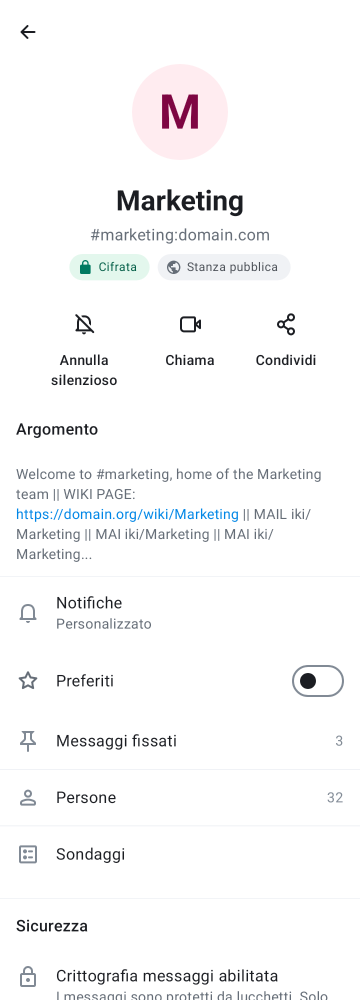 M
Marketing
#marketing:domain.com
Cifrata
Stanza pubblica
Annulla
silenzioso
Chiama
Condividi
Argomento
Welcome to #marketing, home of the Marketing
team || WIKI PAGE:
https://domain.org/wiki/Marketing || MAIL iki/
Marketing || MAI iki/Marketing || MAI iki/
Marketing...
Notifiche
Personalizzato
Preferiti
Messaggi fissati 3
Persone 32
Sondaggi
Sicurezza
Crittografia messaggi abilitata
I messaggi sono protetti da lucchetti. Solo